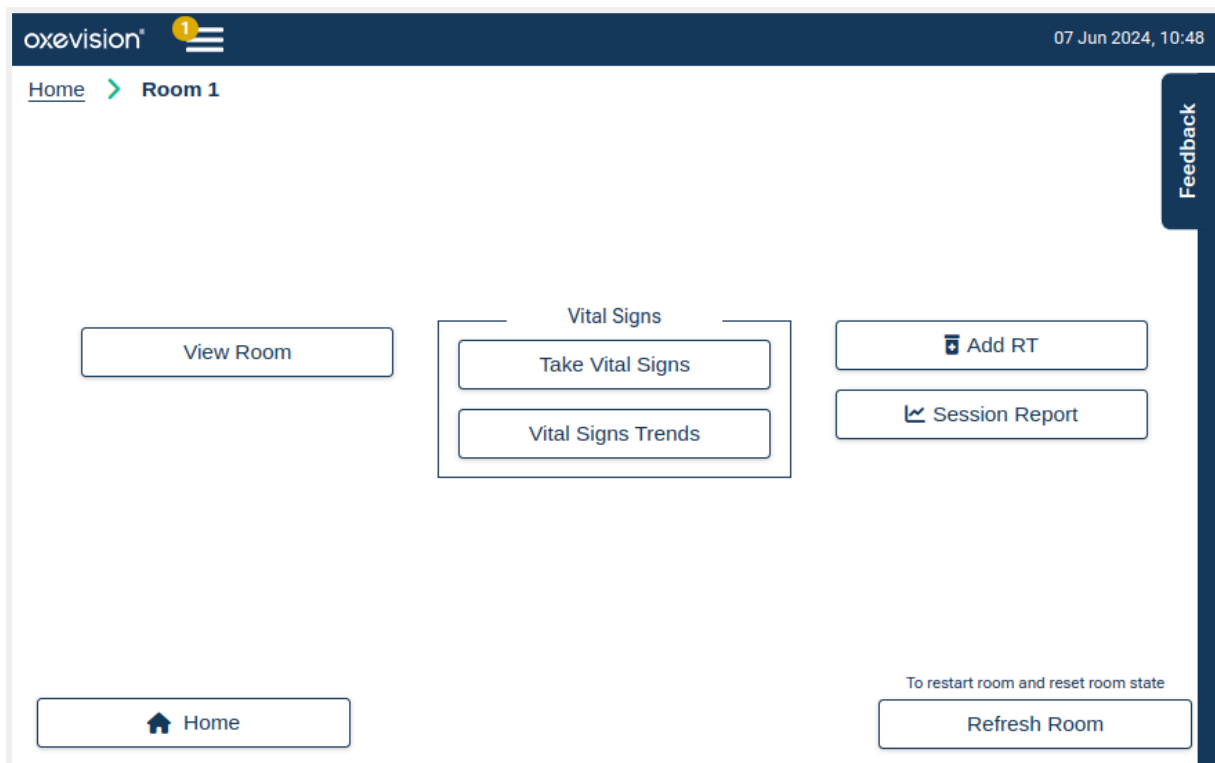 oxevision®
1
07 Jun 2024, 10:48
Home > Room 1
Feedback
View Room
Vital Signs
Take Vital Signs
Vital Signs Trends
Add RT
Session Report
Home
To restart room and reset room state
Refresh Room